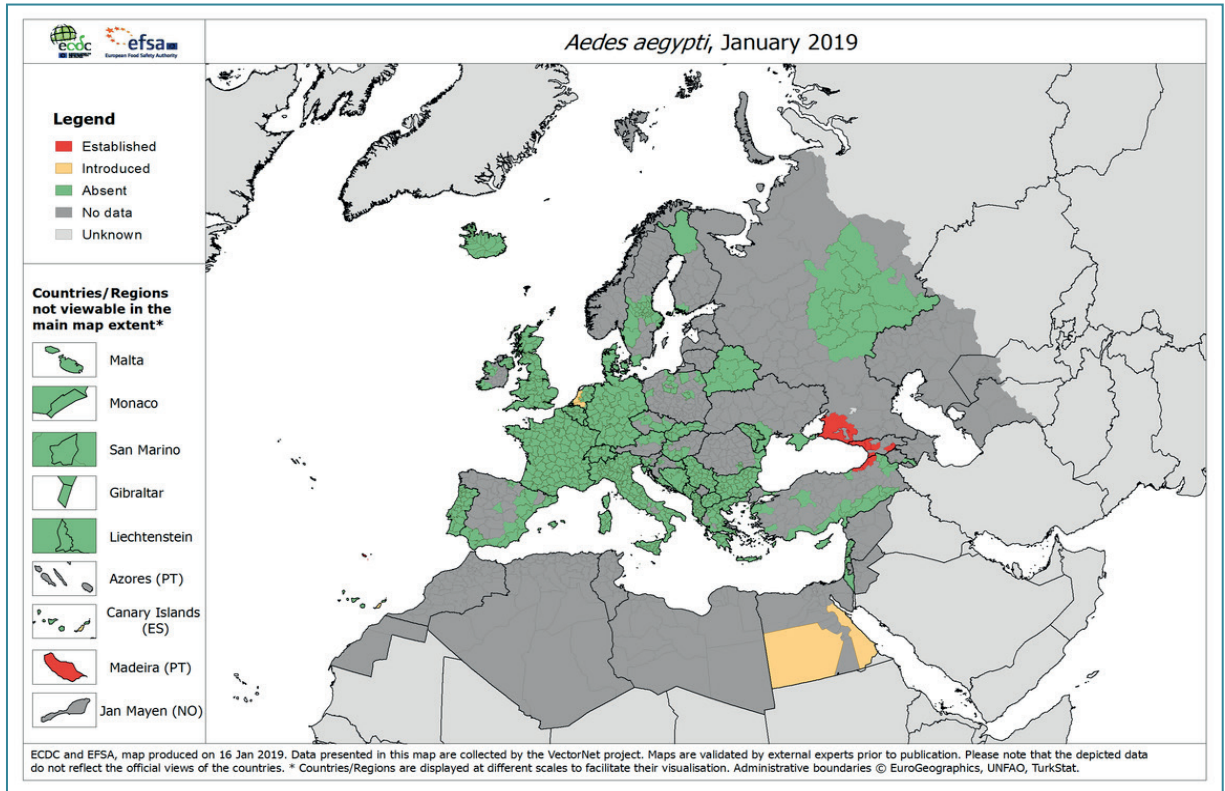 ecdc
efsa
European Food Safety Authority
Aedes aegypti, January 2019
Legend
Established
Introduced
Absent
No data
Unknown
Countries/Regions
not viewable in the
main map extent*
Malta
Monaco
San Marino
Gibraltar
Liechtenstein
Azores (PT)
Canary Islands
(ES)
Madeira (PT)
Jan Mayen (NO)
ECDC and EFSA, map produced on 16 Jan 2019. Data presented in this map are collected by the VectorNet project. Maps are validated by external experts prior to publication. Please note that the depicted data
do not reflect the official views of the countries. * Countries/Regions are displayed at different scales to facilitate their visualisation. Administrative boundaries © EuroGeographics, UNFAO, TurkStat.